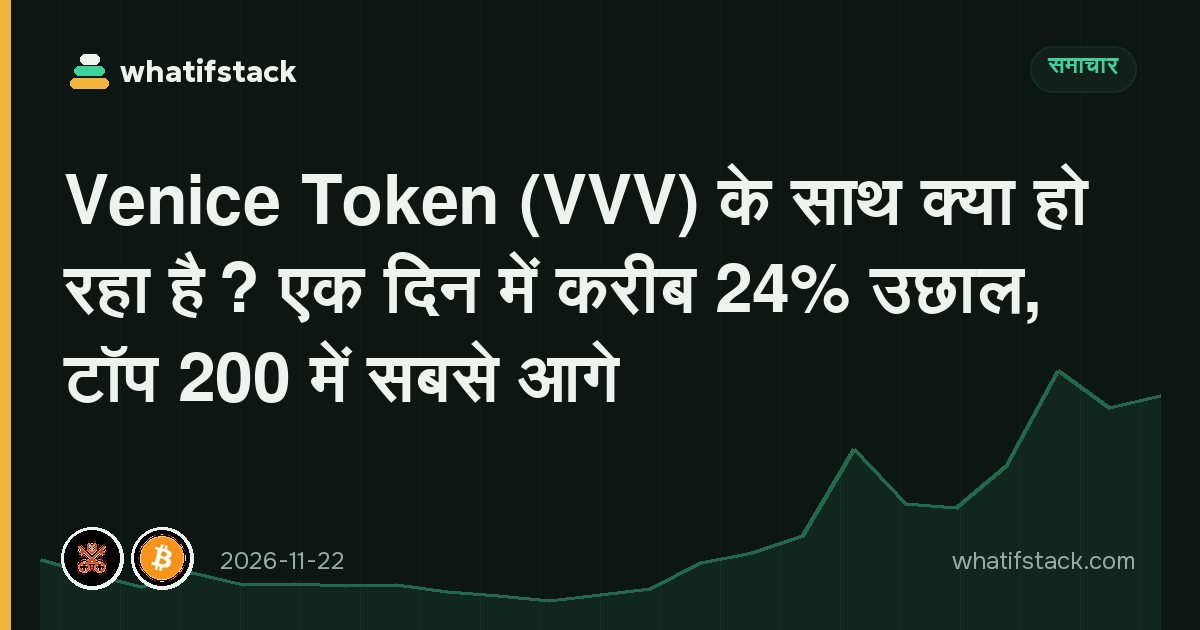 whatifstack
समाचार
Venice Token (VVV) के साथ क्या हो
रहा है ? एक दिन में करीब 24% उछाल,
टॉप 200 में सबसे आगे
2026-11-22
whatifstack.com